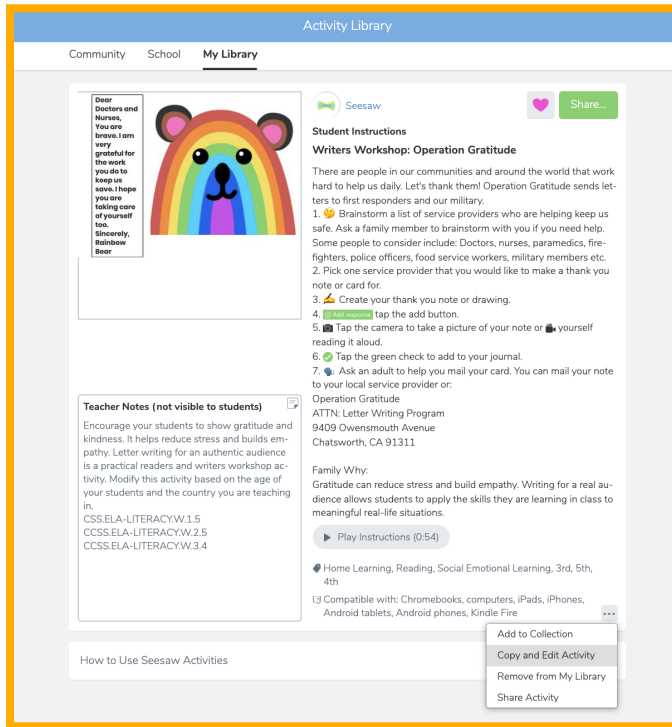 Activity Library
Community School My Library
Dear
Doctors and
Nurses,
You are
brave. I am
very
grateful for
the work
you do to
keep us
save. I hope
you are
taking care
of yourself
too.
Sincerely,
Rainbow
Bear
Seesaw
Share...
Student Instructions
Writers Workshop: Operation Gratitude
There are people in our communities and around the world that work
hard to help us daily. Let's thank them! Operation Gratitude sends let-
ters to first responders and our military.
1. 🤔 Brainstorm a list of service providers who are helping keep us
safe. Ask a family member to brainstorm with you if you need help.
Some people to consider include: Doctors, nurses, paramedics, fire-
fighters, police officers, food service workers, military members etc.
2. Pick one service provider that you would like to make a thank you
note or card for.
3. ✍️ Create your thank you note or drawing.
4. Add response tap the add button.
5. 📷 Tap the camera to take a picture of your note or 🎥 yourself
reading it aloud.
6. ✅ Tap the green check to add to your journal.
7. 🗣 Ask an adult to help you mail your card. You can mail your note
to your local service provider or:
Operation Gratitude
ATTN: Letter Writing Program
9409 Owensmouth Avenue
Chatsworth, CA 91311
Family Why:
Gratitude can reduce stress and build empathy. Writing for a real au-
dience allows students to apply the skills they are learning in class to
meaningful real-life situations.
Play Instructions (0:54)
Home Learning, Reading, Social Emotional Learning, 3rd, 5th,
4th
Compatible with: Chromebooks, computers, iPads, iPhones,
Android tablets, Android phones, Kindle Fire
Teacher Notes (not visible to students)
Encourage your students to show gratitude and
kindness. It helps reduce stress and builds em-
pathy. Letter writing for an authentic audience
is a practical readers and writers workshop ac-
tivity. Modify this activity based on the age of
your students and the country you are teaching
in.
CSS.ELA-LITERACY.W.1.5
CCSS.ELA-LITERACY.W.2.5
CCSS.ELA-LITERACY.W.3.4
Add to Collection
Copy and Edit Activity
Remove from My Library
Share Activity
How to Use Seesaw Activities